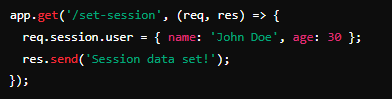 app.get('/set-session', (req, res) => {
  req.session.user = { name: 'John Doe', age: 30 };
  res.send('Session data set!');
});